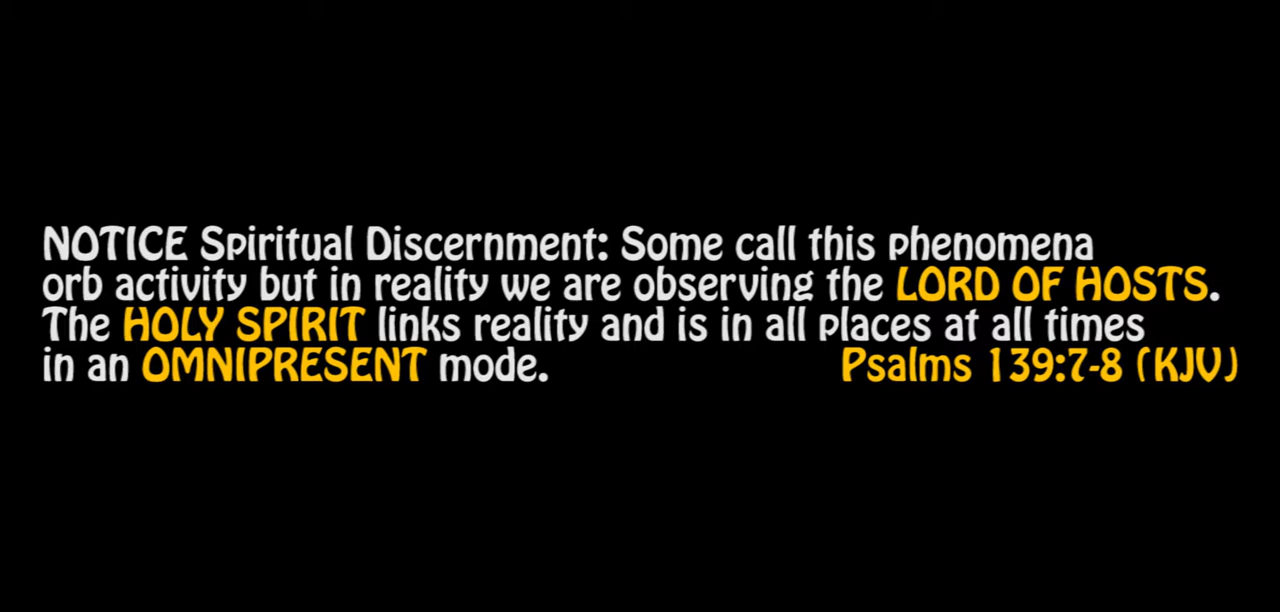 NOTICE Spiritual Discernment: Some call this phenomena
orb activity but in reality we are observing the LORD OF HOSTS.
The HOLY SPIRIT links reality and is in all places at all times
in an OMNIPRESENT mode. Psalms 139:7-8 (KJV)